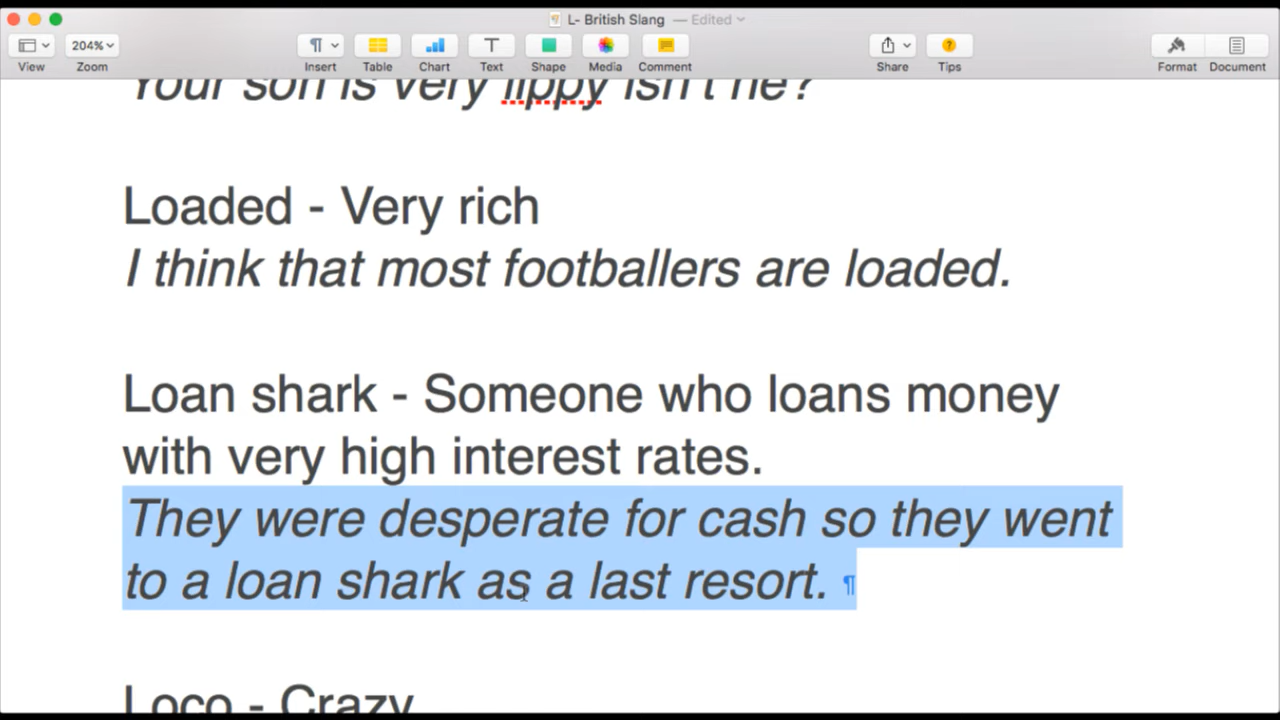 L- British Slang — Edited
204%
View
Zoom
Insert
Table
Chart
Text
Shape
Media
Comment
Share
Tips
Format
Document
Your son is very lippy isn't he?
Loaded - Very rich
I think that most footballers are loaded.
Loan shark - Someone who loans money
with very high interest rates.
They were desperate for cash so they went
to a loan shark as a last resort. ¶
Loco - Crazy